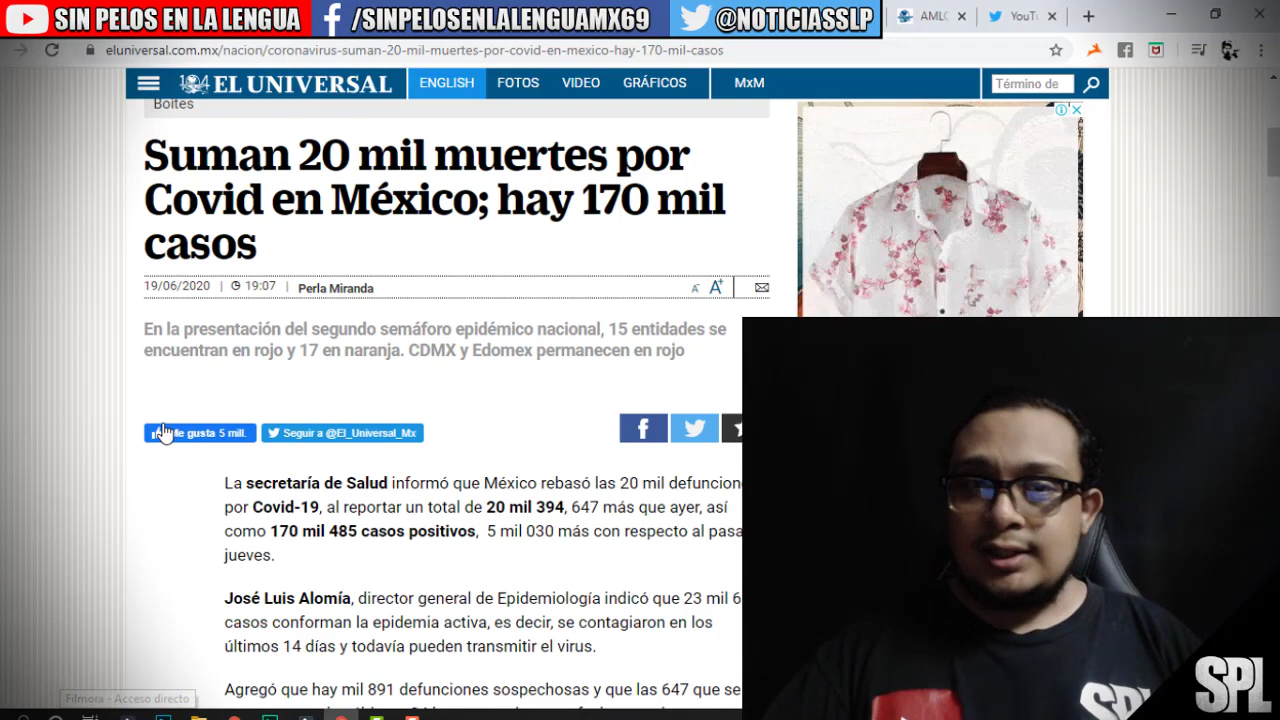 SIN PELOS EN LA LENGUA
/SINPELOSENLALENGUAMX69
@NOTICIASSLP
AMLC
YouT
eluniversal.com.mx/nacion/coronavirus-suman-20-mil-muertes-por-covid-en-mexico-hay-170-mil-casos
104 EL UNIVERSAL
ENGLISH
FOTOS
VIDEO
GRÁFICOS
MxM
Término de
Boites
Suman 20 mil muertes por
Covid en México; hay 170 mil
casos
19/06/2020 | 19:07 | Perla Miranda
A- A+
En la presentación del segundo semáforo epidémico nacional, 15 entidades se
encuentran en rojo y 17 en naranja. CDMX y Edomex permanecen en rojo
Me gusta 5 mill.
Seguir a @El_Universal_Mx
La secretaría de Salud informó que México rebasó las 20 mil defuncione
por Covid-19, al reportar un total de 20 mil 394, 647 más que ayer, así
como 170 mil 485 casos positivos, 5 mil 030 más con respecto al pasa
jueves.
José Luis Alomía, director general de Epidemiología indicó que 23 mil 6
casos conforman la epidemia activa, es decir, se contagiaron en los
últimos 14 días y todavía pueden transmitir el virus.
Agregó que hay mil 891 defunciones sospechosas y que las 647 que se
Filmora - Acceso directo
SPL
SPL